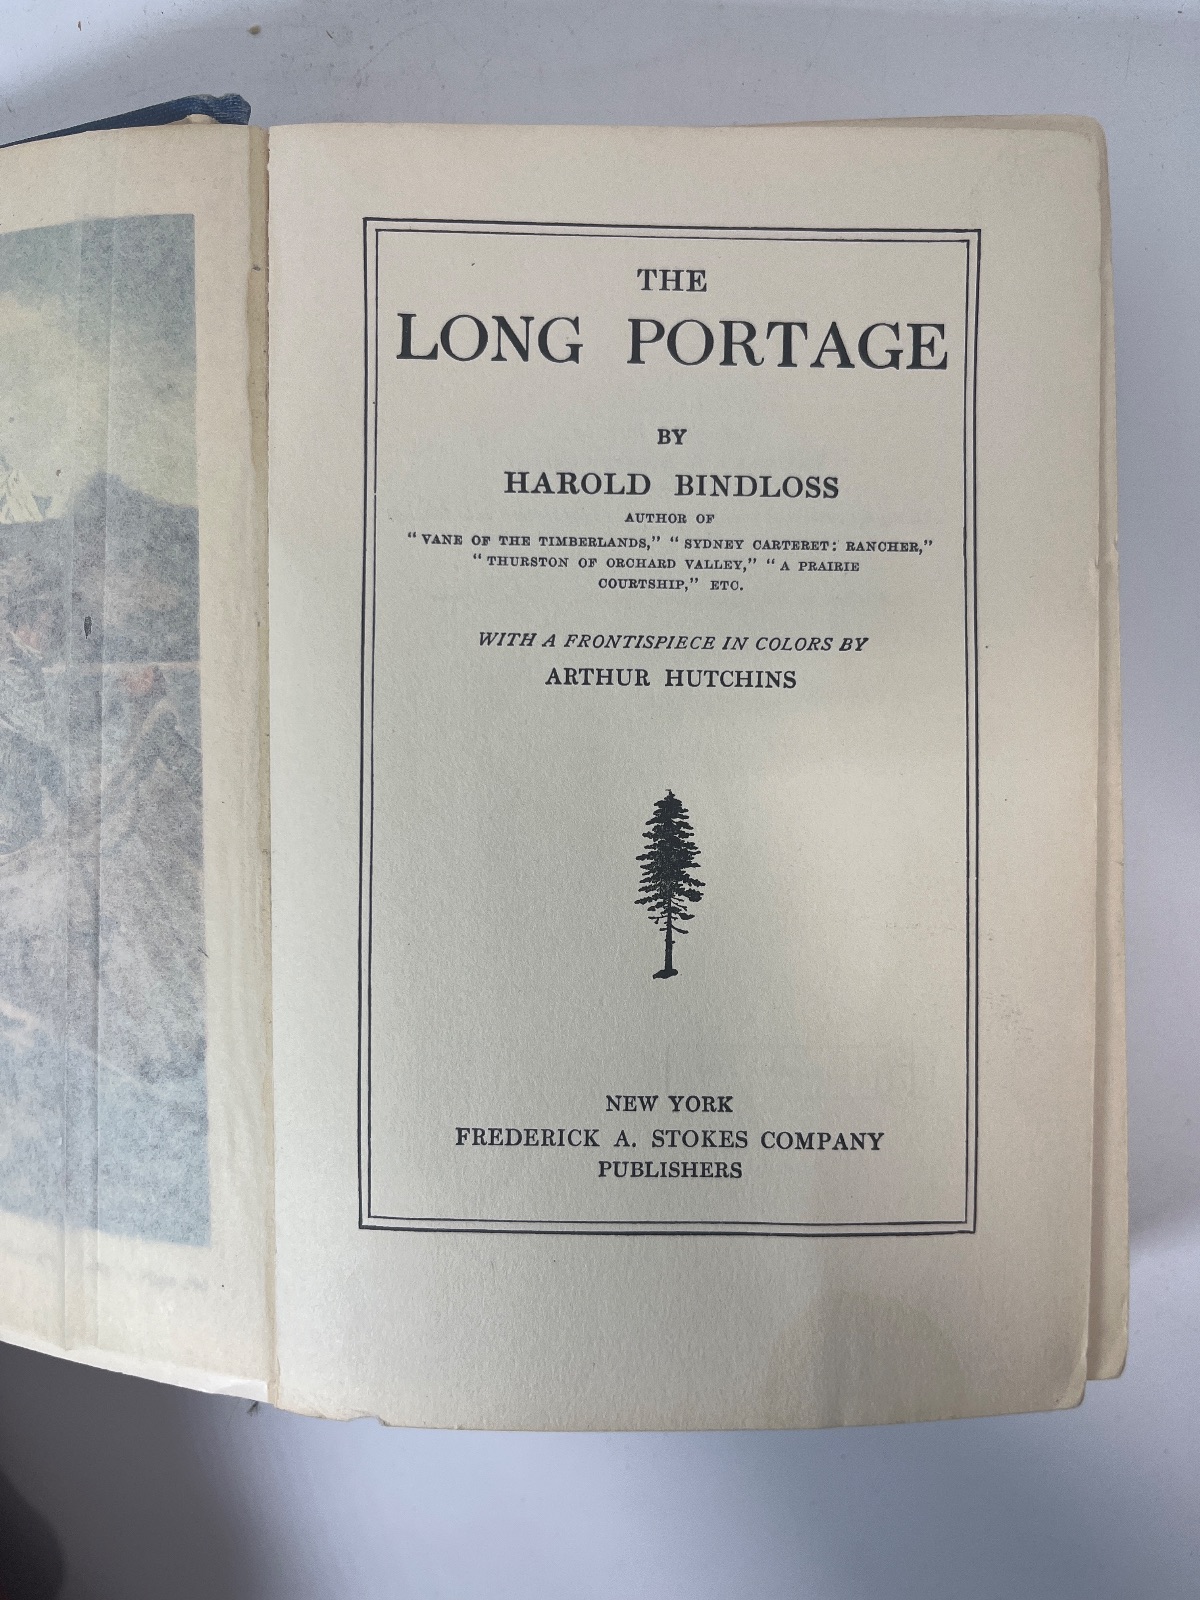 THE
LONG PORTAGE
BY
HAROLD BINDLOSS
AUTHOR OF
"VANE OF THE TIMBERLANDS," "SYDNEY CARTERET: RANCHER,"
"THURSTON OF ORCHARD VALLEY," "A PRAIRIE
COURTSHIP," ETC.
WITH A FRONTISPIECE IN COLORS BY
ARTHUR HUTCHINS
NEW YORK
FREDERICK A. STOKES COMPANY
PUBLISHERS